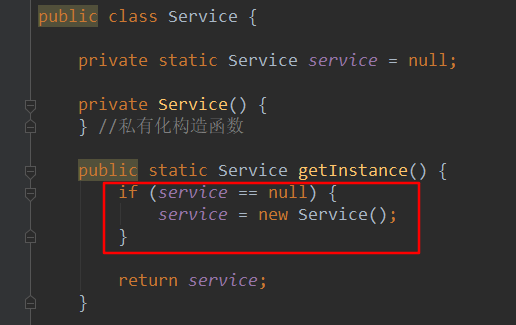 public class Service {
private static Service service = null;
private Service() {
} //私有化构造函数
public static Service getInstance() {
if (service == null) {
service = new Service();
}
return service;
}